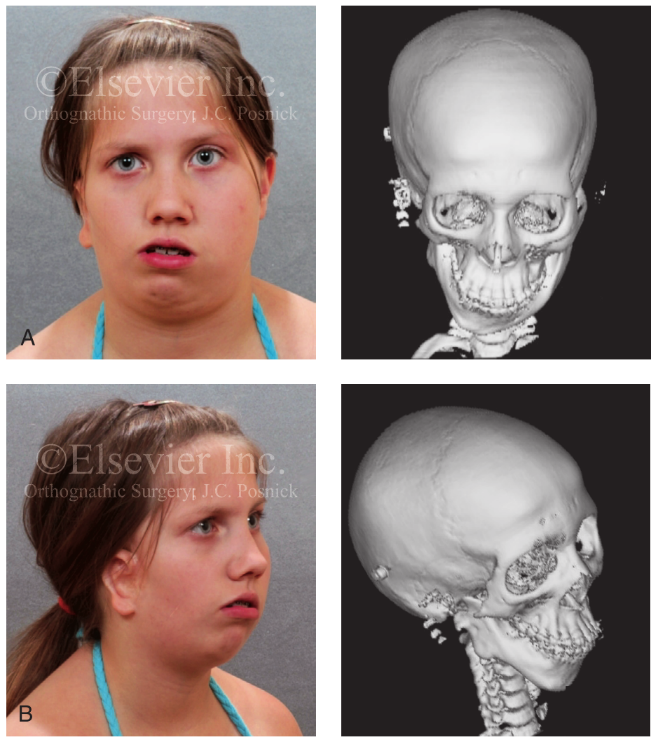 ©Elsevier Inc.
Orthognathic Surgery; J.C. Posnick
A
©Elsevier Inc.
Orthognathic Surgery; J.C. Posnick
B